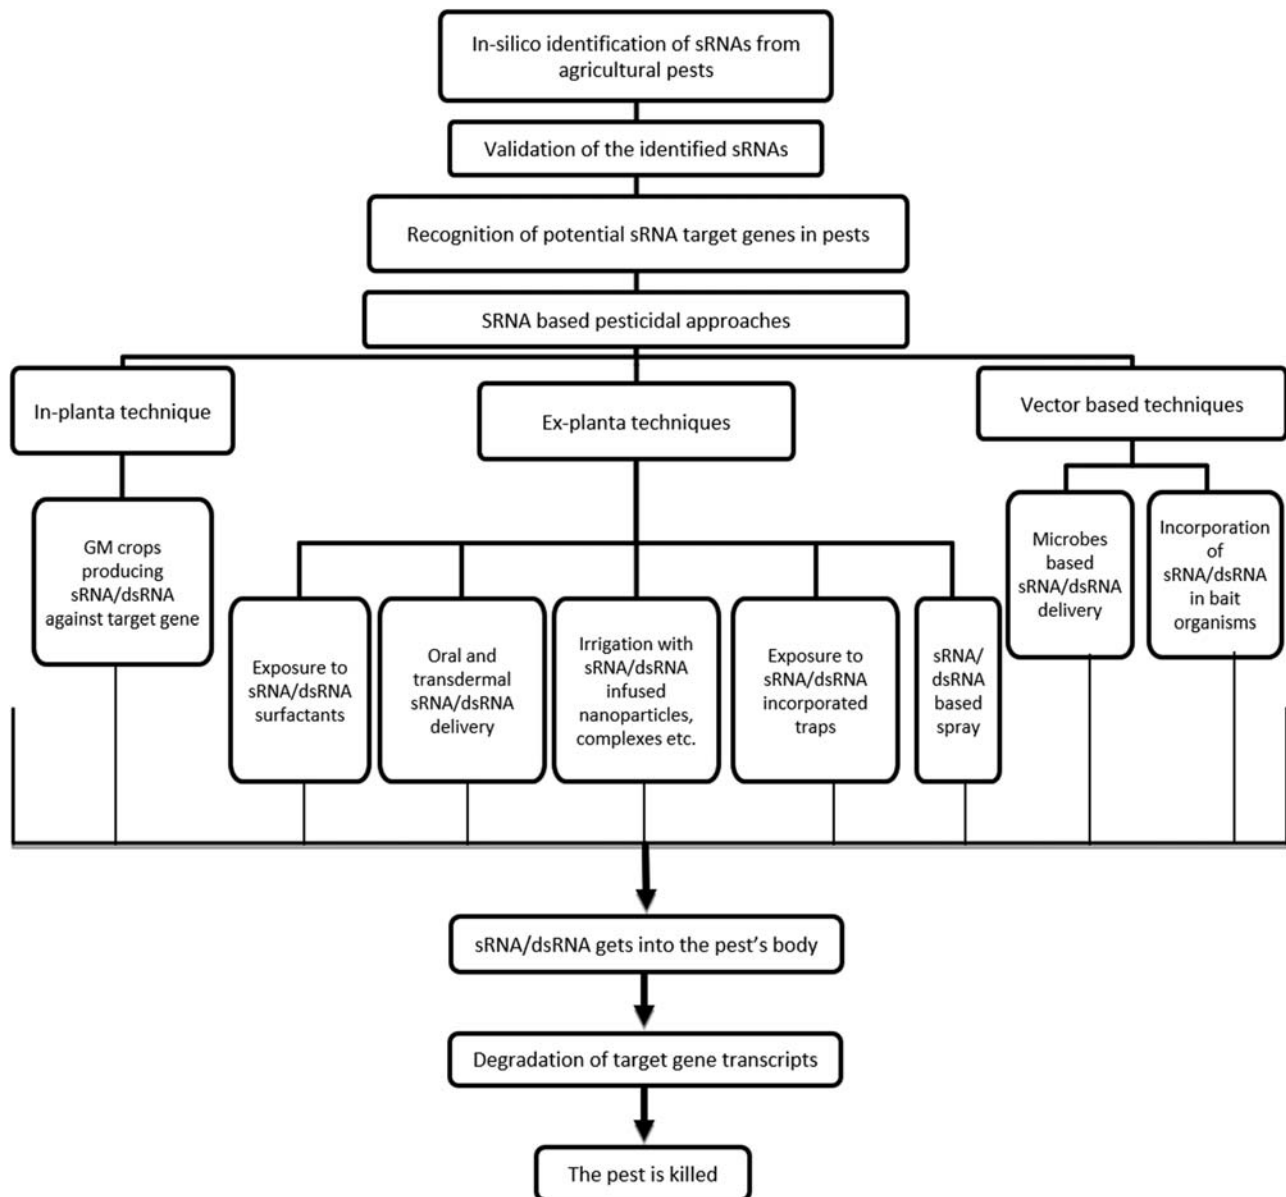 In-silico identification of sRNAs from
agricultural pests
Validation of the identified sRNAs
Recognition of potential sRNA target genes in pests
SRNA based pesticidal approaches
In-planta technique
Ex-planta techniques
Vector based techniques
GM crops
producing
sRNA/dsRNA
against target gene
Exposure to
sRNA/dsRNA
surfactants
Oral and
transdermal
sRNA/dsRNA
delivery
Irrigation with
sRNA/dsRNA
infused
nanoparticles,
complexes etc.
Exposure to
sRNA/dsRNA
incorporated
traps
sRNA/
dsRNA
based
spray
Microbes
based
sRNA/dsRNA
delivery
Incorporation
of
sRNA/dsRNA
in bait
organisms
sRNA/dsRNA gets into the pest’s body
Degradation of target gene transcripts
The pest is killed